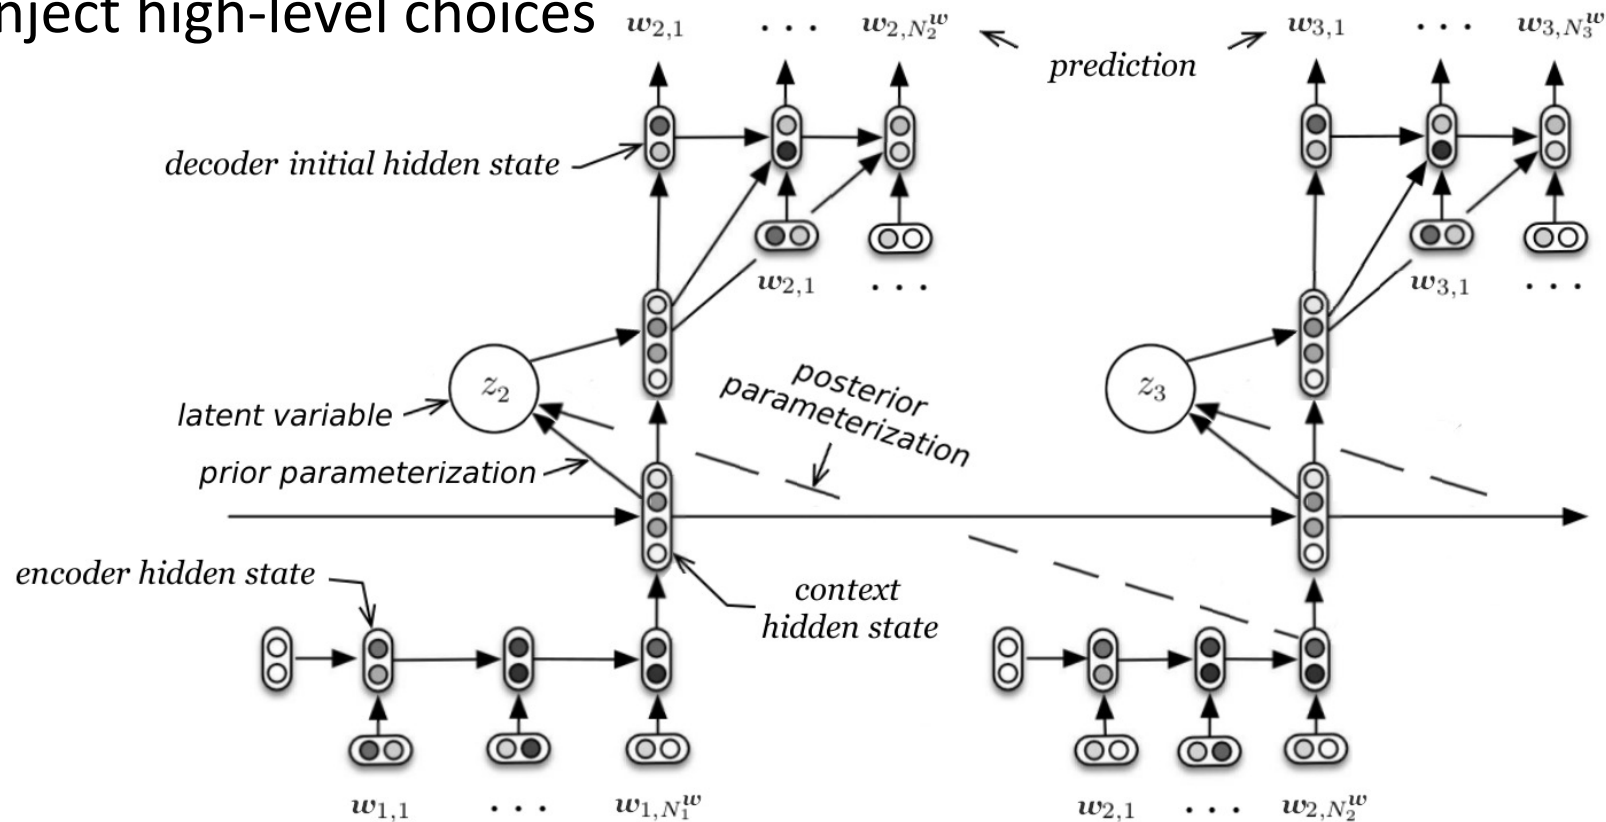 nject high-level choices
w2,1 . . . w2,N2w
prediction
w3,1 . . . w3,N3w
decoder initial hidden state
w2,1 . . .
w3,1 . . .
z2
z3
latent variable
posterior
parameterization
prior parameterization
encoder hidden state
context
hidden state
w1,1 . . . w1,N1w
w2,1 . . . w2,N2w